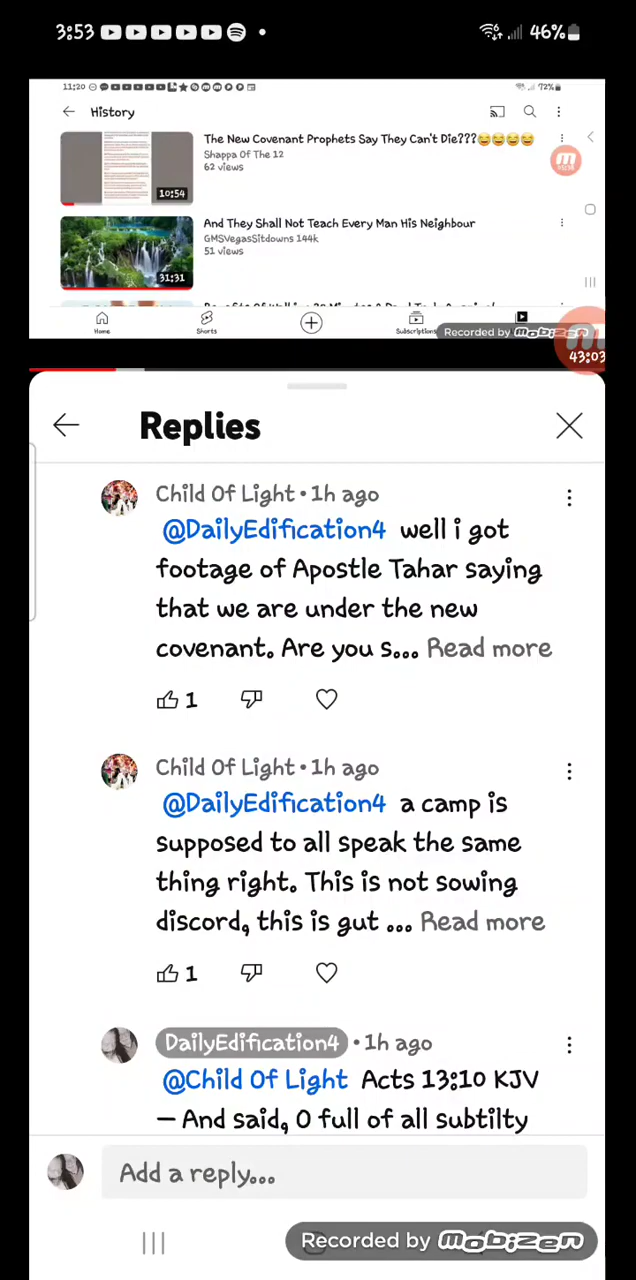 3:53
46%
11:20
72%
History
The New Covenant Prophets Say They Can't Die???😂😂😂😂
Shappa Of The 12
62 views
10:54
And They Shall Not Teach Every Man His Neighbour
GMSVegasSitdowns 144k
51 views
31:31
Home
Shorts
Subscriptions
Recorded by mobizen
43:03
Replies
Child Of Light • 1h ago
@DailyEdification4 well i got
footage of Apostle Tahar saying
that we are under the new
covenant. Are you s... Read more
1
Child Of Light • 1h ago
@DailyEdification4 a camp is
supposed to all speak the same
thing right. This is not sowing
discord, this is gut ... Read more
1
DailyEdification4 • 1h ago
@Child Of Light Acts 13:10 KJV
— And said, O full of all subtilty
Add a reply...
Recorded by mobizen